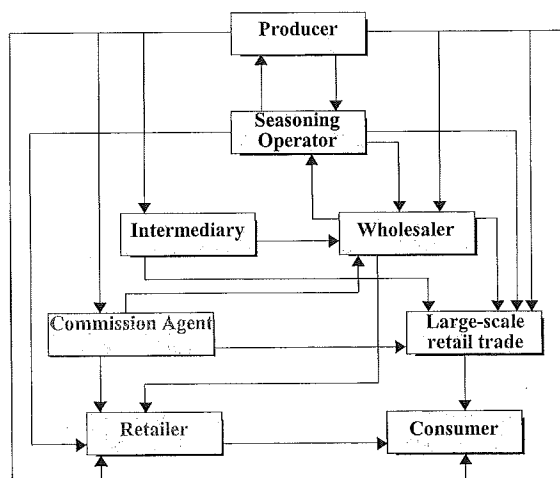 Producer
Seasoning
Operator
Intermediary
Wholesaler
Commission Agent
Large-scale
retail trade
Retailer
Consumer